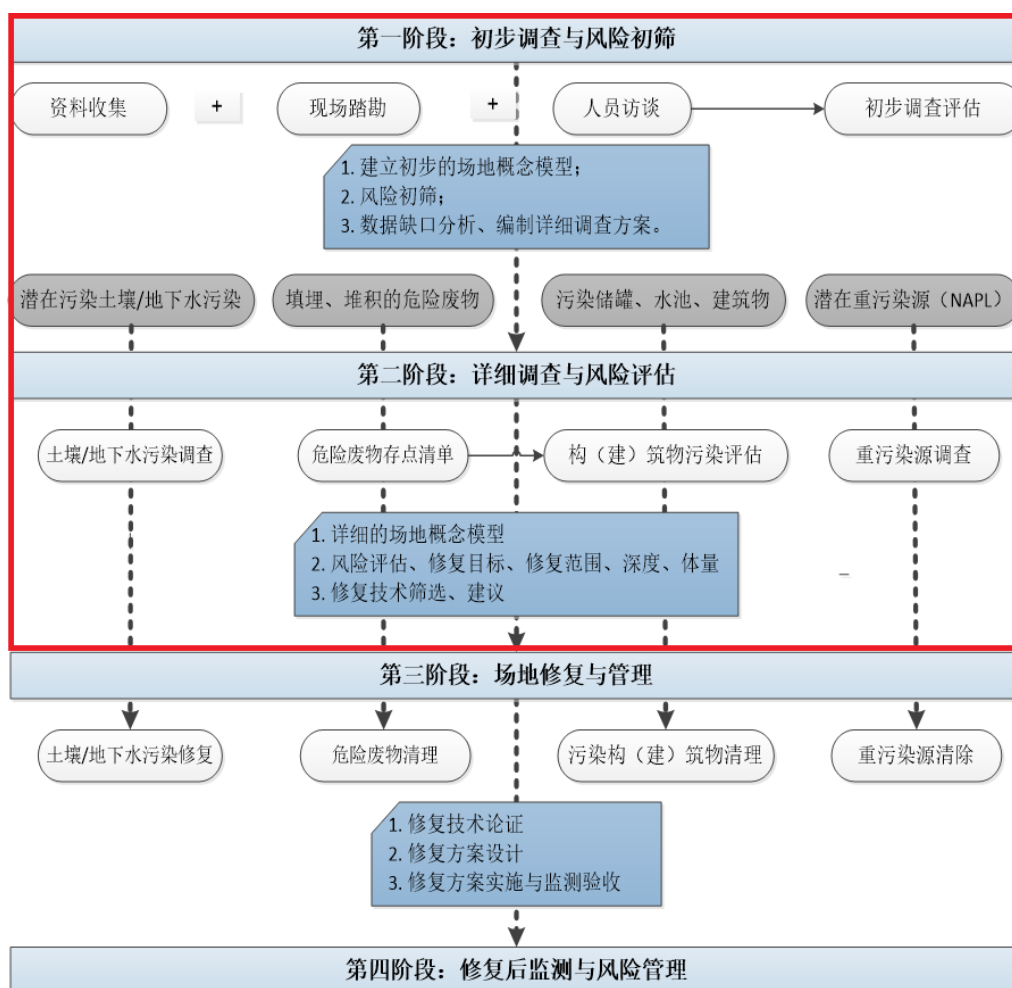 第一阶段：初步调查与风险初筛
资料收集
+
现场踏勘
+
人员访谈
初步调查评估
1. 建立初步的场地概念模型；
2. 风险初筛；
3. 数据缺口分析、编制详细调查方案。
潜在污染土壤/地下水污染
填埋、堆积的危险废物
污染储罐、水池、建筑物
潜在重污染源（NAPL）
第二阶段：详细调查与风险评估
土壤/地下水污染调查
危险废物存点清单
构（建）筑物污染评估
重污染源调查
1. 详细的场地概念模型
2. 风险评估、修复目标、修复范围、深度、体量
3. 修复技术筛选、建议
第三阶段：场地修复与管理
土壤/地下水污染修复
危险废物清理
污染构（建）筑物清理
重污染源清除
1. 修复技术论证
2. 修复方案设计
3. 修复方案实施与监测验收
第四阶段：修复后监测与风险管理